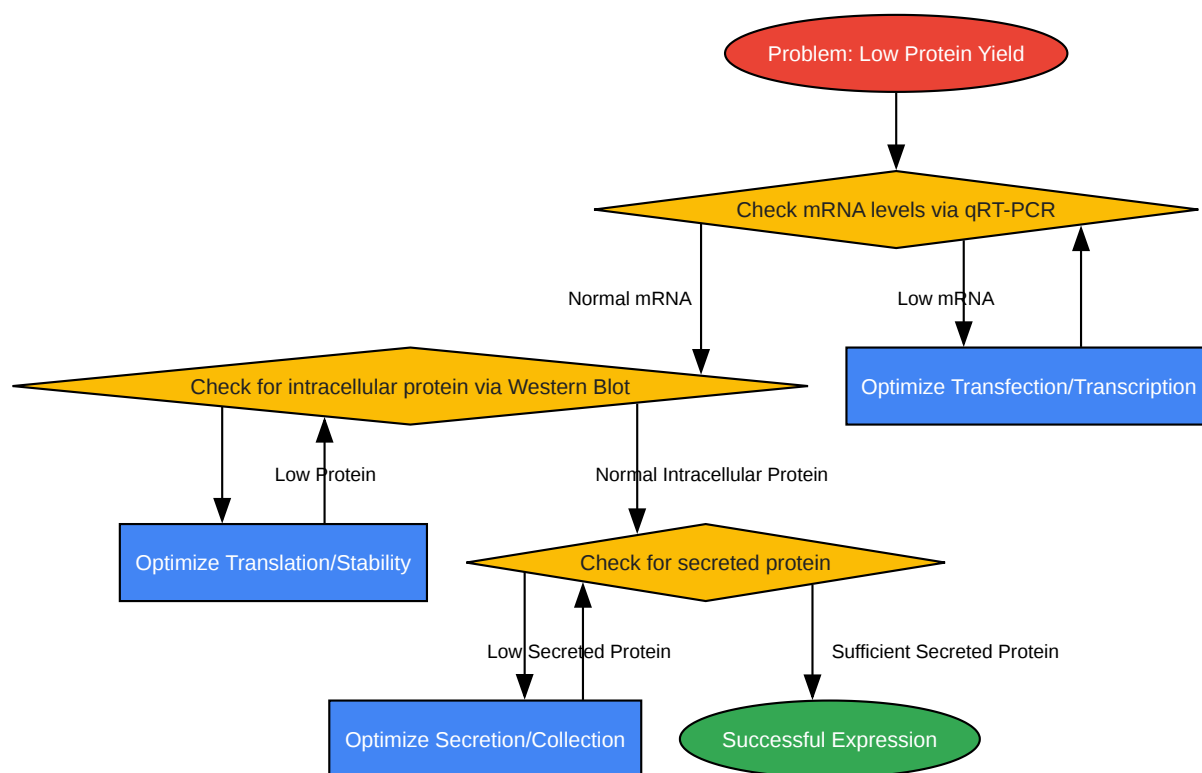 Problem: Low Protein Yield
Check mRNA levels via qRT-PCR
Normal mRNA
Low mRNA
Check for intracellular protein via Western Blot
Optimize Transfection/Transcription
Low Protein
Normal Intracellular Protein
Optimize Translation/Stability
Check for secreted protein
Low Secreted Protein
Sufficient Secreted Protein
Optimize Secretion/Collection
Successful Expression